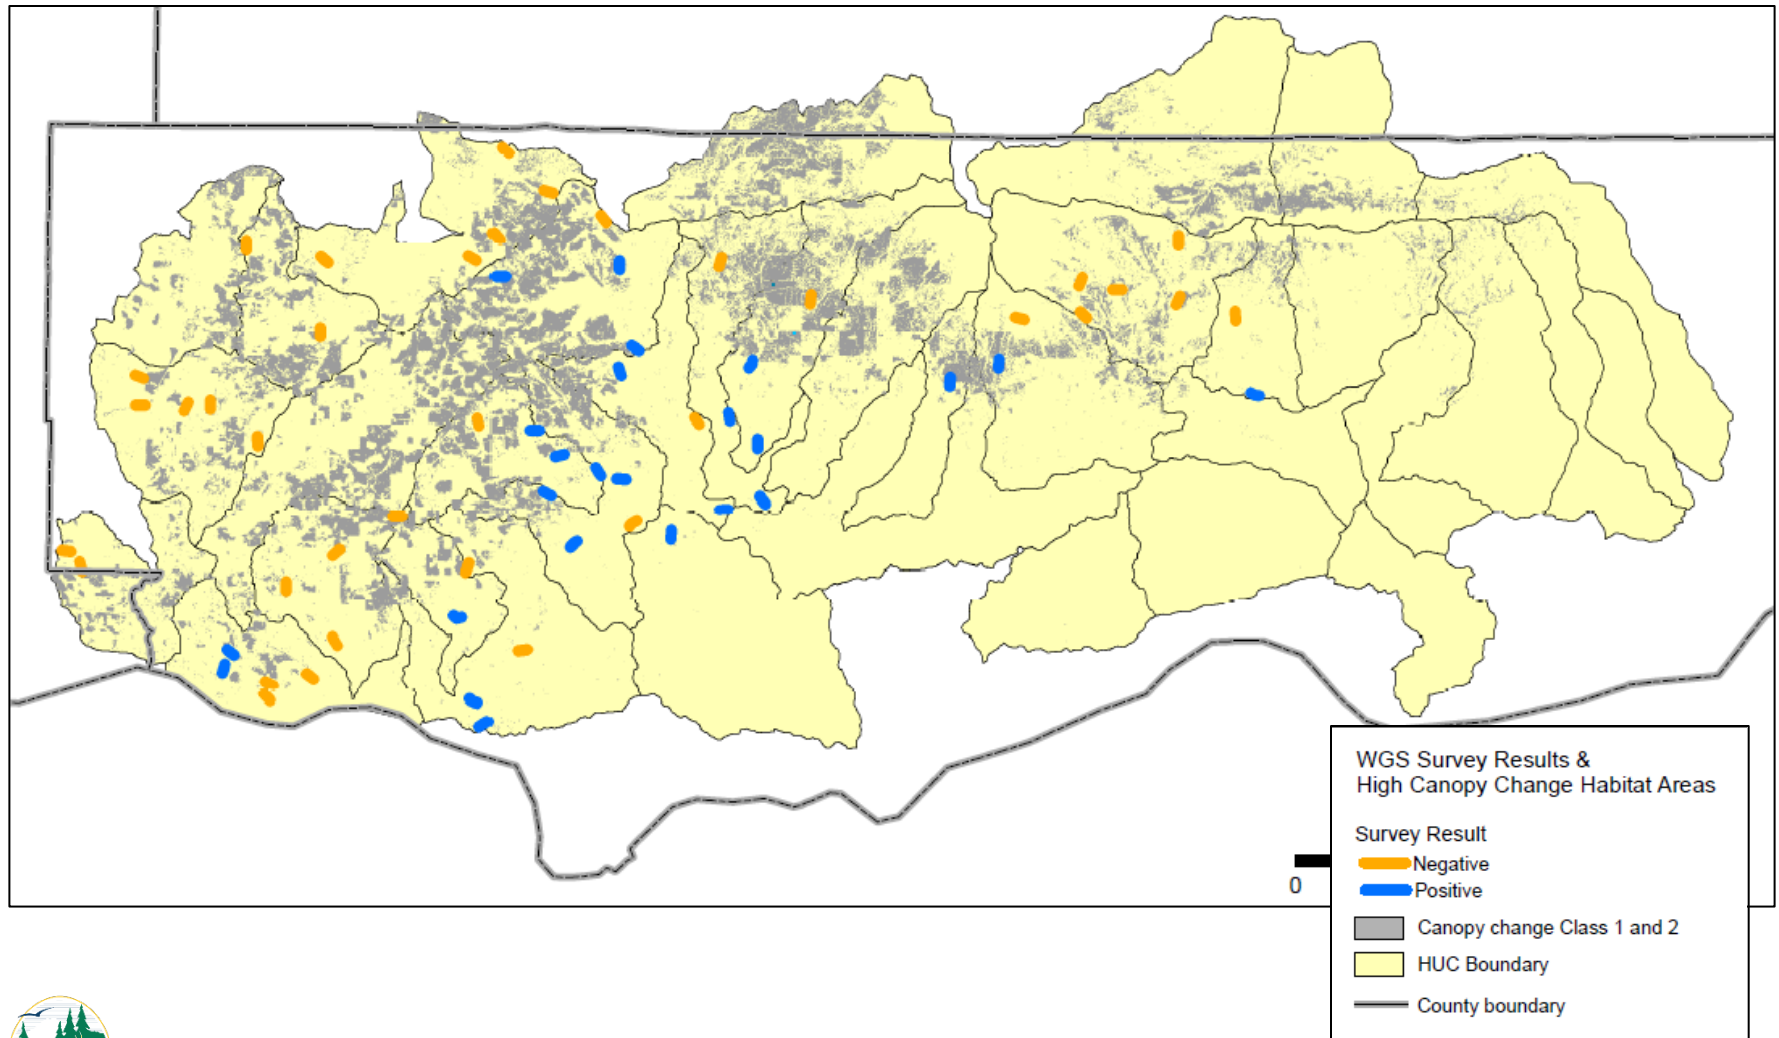 WGS Survey Results &
High Canopy Change Habitat Areas
Survey Result
Negative
Positive
0
Canopy change Class 1 and 2
HUC Boundary
County boundary